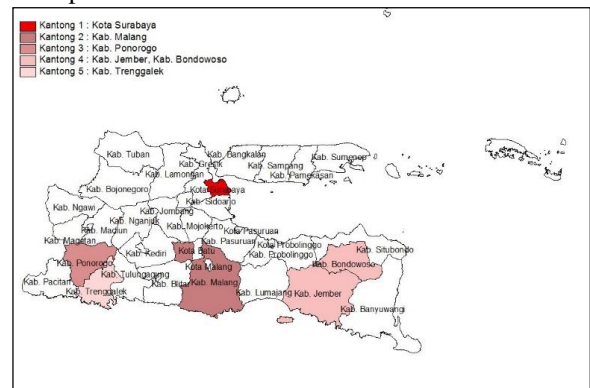 Kantong 1 : Kota Surabaya
Kantong 2 : Kab. Malang
Kantong 3 : Kab. Ponorogo
Kantong 4 : Kab. Jember, Kab. Bondowoso
Kantong 5 : Kab. Trenggalek
Kab. Tuban
Kab. Bangkalan
Kab. Sumenep
Kab. Gresik
Kab. Sampang
Kab. Lamongan
Kab. Pamekasan
Kab. Bojonegoro
Kota Surabaya
Kab. Sidoarjo
Kab. Ngawi
Kab. Jombang
Kab. Nganjuk
Kab. Madiun
Kab. Mojokerto
Kota Pasuruan
Kab. Magetan
Kab. Pasuruan
Kota Probolinggo
Kab. Situbondo
Kab. Kediri
Kota Batu
Kab. Probolinggo
Kab. Ponorogo
Kab. Bondowoso
Kota Malang
Kab. Tulungagung
Kab. Pacitan
Kab. Blitar
Kab. Malang
Kab. Trenggalek
Kab. Lumajang
Kab. Jember
Kab. Banyuwangi